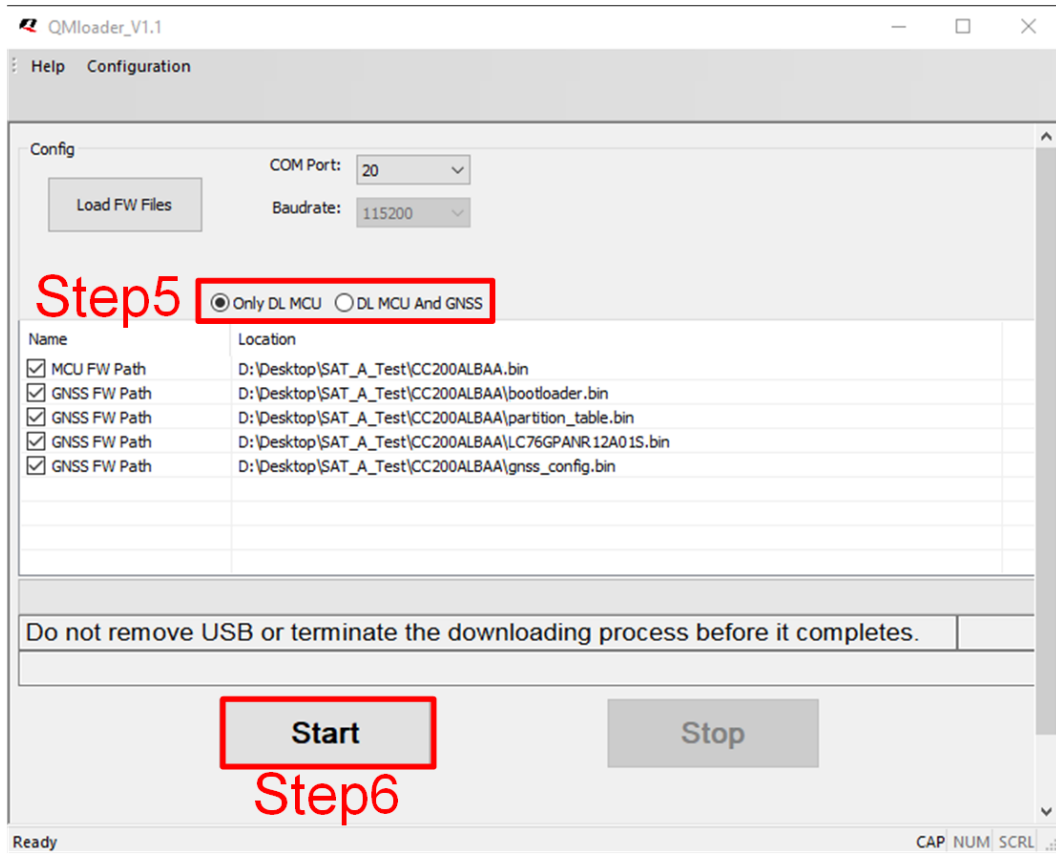 QMloader_V1.1
Help Configuration
Config
COM Port: 20
Load FW Files
Baudrate: 115200
Step5
Only DL MCU DL MCU And GNSS
Name Location
MCU FW Path D:\Desktop\SAT_A_Test\CC200ALBAA.bin
GNSS FW Path D:\Desktop\SAT_A_Test\CC200ALBAA\bootloader.bin
GNSS FW Path D:\Desktop\SAT_A_Test\CC200ALBAA\partition_table.bin
GNSS FW Path D:\Desktop\SAT_A_Test\CC200ALBAA\LC76GPANR12A01S.bin
GNSS FW Path D:\Desktop\SAT_A_Test\CC200ALBAA\gnss_config.bin
Do not remove USB or terminate the downloading process before it completes.
Start Stop
Step6
Ready CAP NUM SCRL